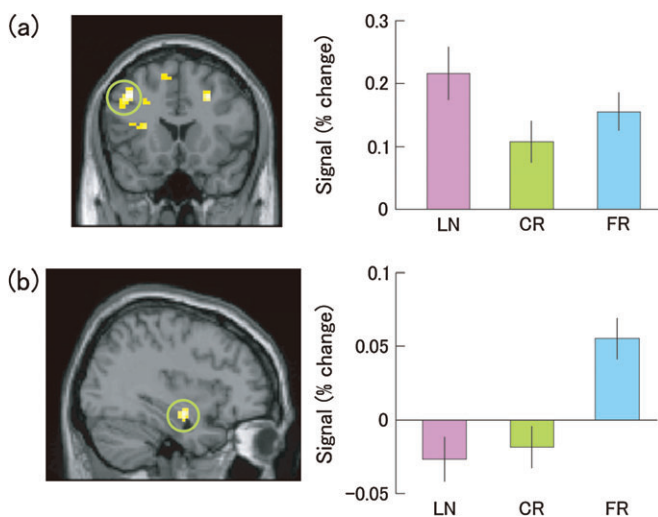 (a)
Signal (% change)
0.3
0.2
0.1
0
LN CR FR
(b)
Signal (% change)
0.1
0.05
0
-0.05
LN CR FR